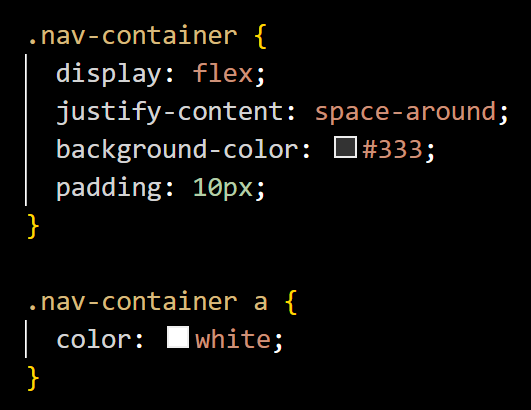 .nav-container {
  display: flex;
  justify-content: space-around;
  background-color: #333;
  padding: 10px;
}

.nav-container a {
  color: white;
}